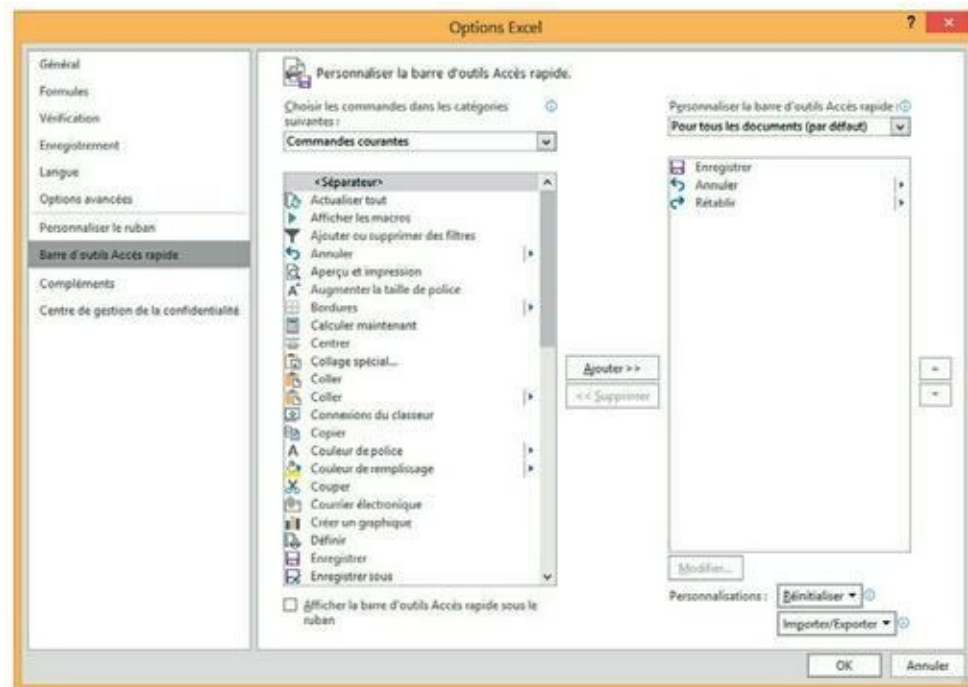 Options Excel
?
Général
Formules
Vérification
Enregistrement
Langue
Options avancées
Personnaliser le ruban
Barre d'outils Accès rapide
Compléments
Centre de gestion de la confidentialité
Personnaliser la barre d'outils Accès rapide.
Choisir les commandes dans les catégories
suivantes :
Commandes courantes
<Séparateur>
Actualiser tout
Afficher les macros
Ajouter ou supprimer des filtres
Annuler
Aperçu et impression
Augmenter la taille de police
Bordures
Calculer maintenant
Centrer
Collage spécial...
Coller
Coller
Connexions du classeur
Copier
Couleur de police
Couleur de remplissage
Couper
Courrier électronique
Créer un graphique
Définir
Enregistrer
Enregistrer sous
Afficher la barre d'outils Accès rapide sous le
ruban
Ajouter >>
<< Supprimer
Personnaliser la barre d'outils Accès rapide :
Pour tous les documents (par défaut)
Enregistrer
Annuler
Rétablir
Modifier...
Personnalisations :
Réinitialiser
Importer/Exporter
OK
Annuler